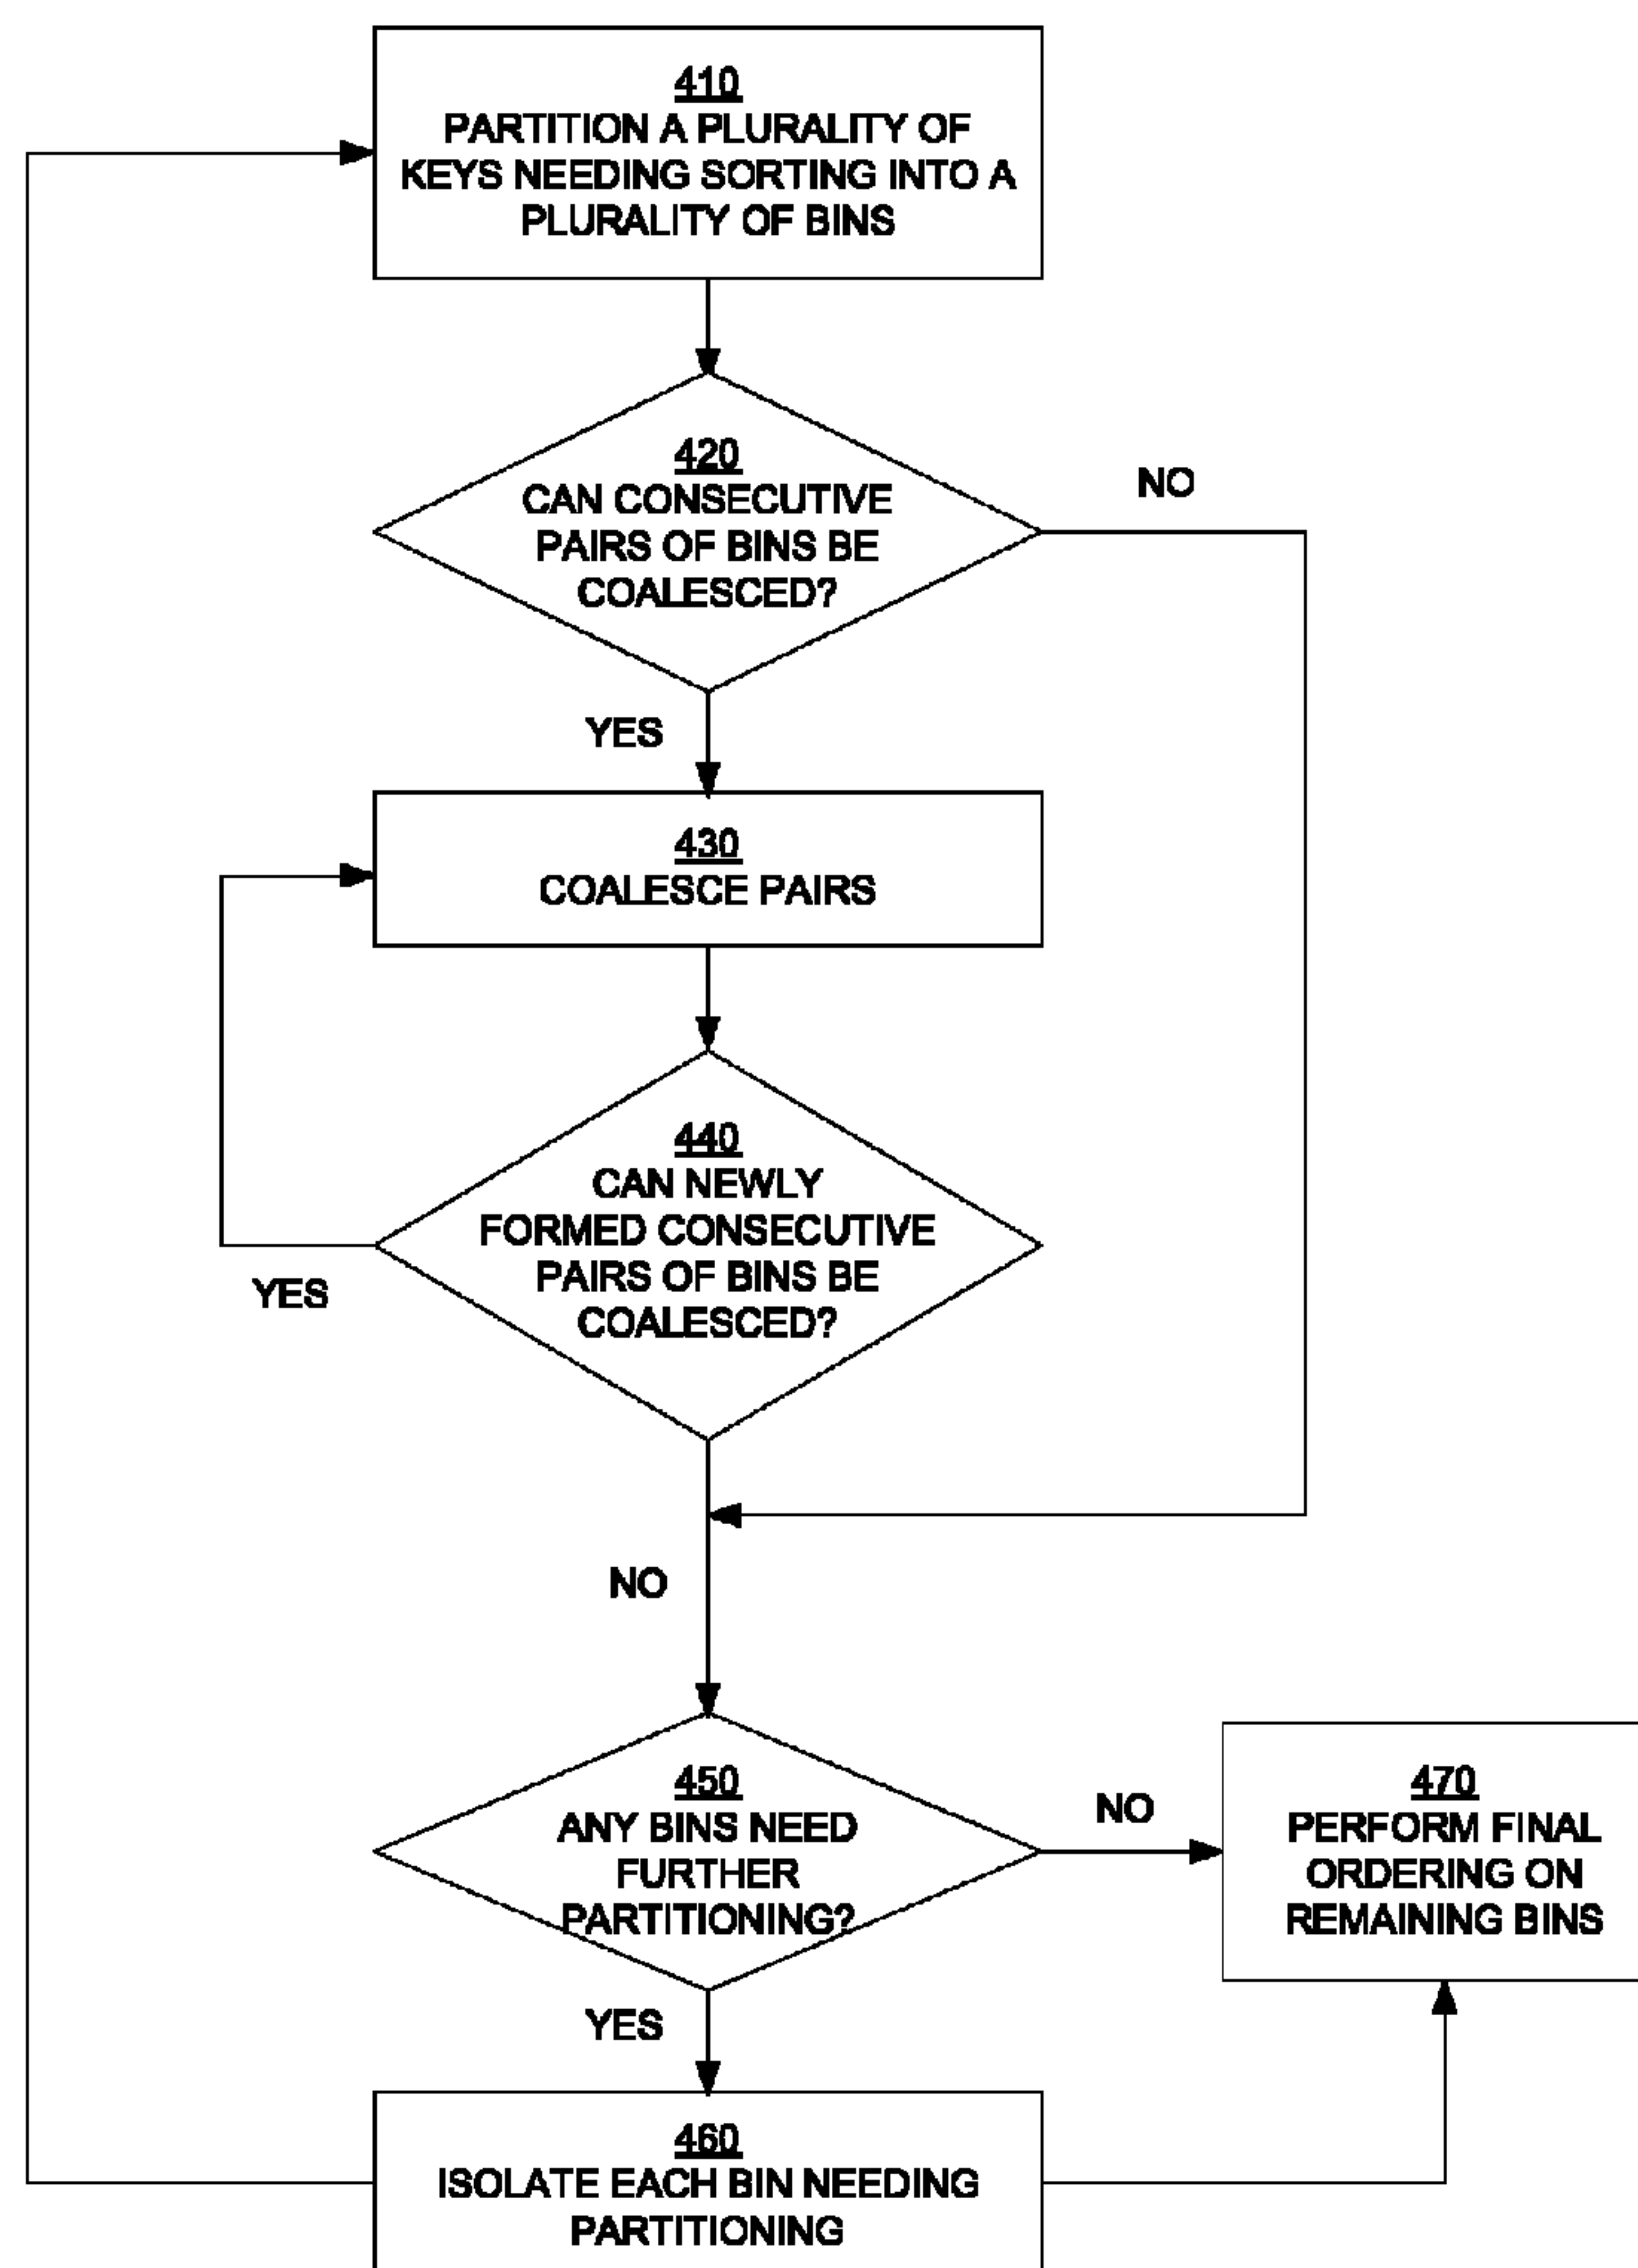 410
PARTITION A PLURALITY OF
KEYS NEEDING SORTING INTO A
PLURALITY OF BINS
420
CAN CONSECUTIVE
PAIRS OF BINS BE
COALESCED?
NO
YES
430
COALESCE PAIRS
440
CAN NEWLY
FORMED CONSECUTIVE
PAIRS OF BINS BE
COALESCED?
YES
NO
450
ANY BINS NEED
FURTHER
PARTITIONING?
NO
470
PERFORM FINAL
ORDERING ON
REMAINING BINS
YES
460
ISOLATE EACH BIN NEEDING
PARTITIONING